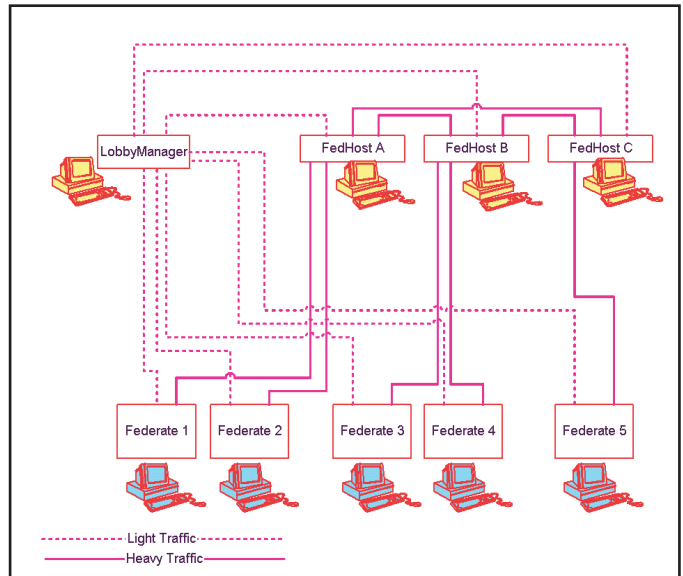 LobbyManager
FedHost A
FedHost B
FedHost C
Federate 1
Federate 2
Federate 3
Federate 4
Federate 5
Light Traffic
Heavy Traffic